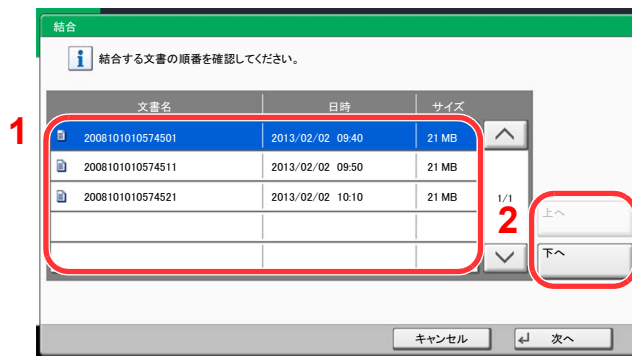 結合
結合する文書の順番を確認してください。
文書名 日時 サイズ
1
2008101010574501 2013/02/02 09:40 21 MB
2008101010574511 2013/02/02 09:50 21 MB
2008101010574521 2013/02/02 10:10 21 MB
1/1
2
上へ
下へ
キャンセル 次へ